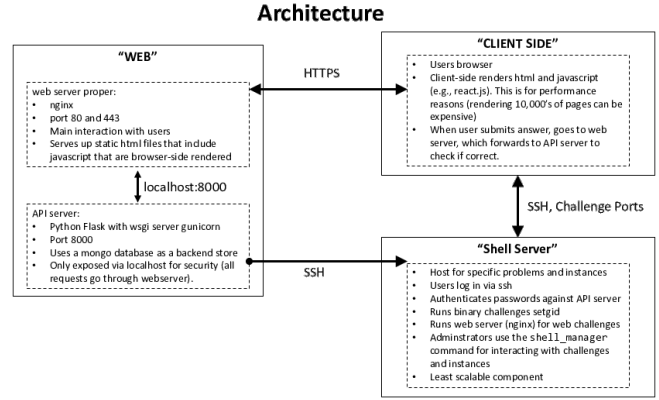 Architecture
“WEB”
web server proper:
• nginx
• port 80 and 443
• Main interaction with users
• Serves up static html files that include
javascript that are browser-side rendered
localhost:8000
API server:
• Python Flask with wsgi server gunicorn
• Port 8000
• Uses a mongo database as a backend store
• Only exposed via localhost for security (all
requests go through webserver).
HTTPS
SSH
“CLIENT SIDE”
• Users browser
• Client-side renders html and javascript
(e.g., react.js). This is for performance
reasons (rendering 10,000’s of pages can be
expensive)
• When user submits answer, goes to web
server, which forwards to API server to
check if correct.
SSH, Challenge Ports
“Shell Server”
• Host for specific problems and instances
• Users log in via ssh
• Authenticates passwords against API server
• Runs binary challenges setgid
• Runs web server (nginx) for web challenges
• Adminstrators use the shell_manager
command for interacting with challenges
and instances
• Least scalable component